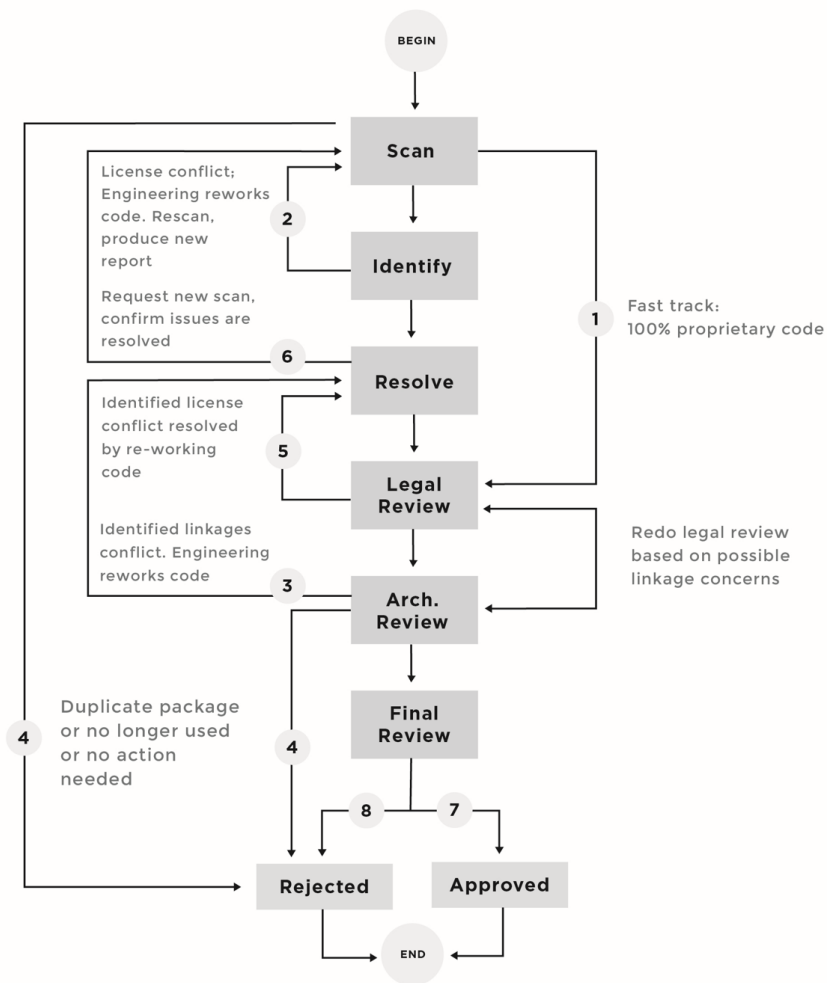 BEGIN
Scan
License conflict;
Engineering reworks
code. Rescan,
produce new
report
2
Identify
Request new scan,
confirm issues are
resolved
1
Fast track:
100% proprietary code
6
Resolve
Identified license
conflict resolved
by re-working
code
5
Legal
Review
Identified linkages
conflict. Engineering
reworks code
Redo legal review
based on possible
linkage concerns
3
Arch.
Review
Final
Review
4
Duplicate package
or no longer used
or no action
needed
4
8
7
Rejected
Approved
END